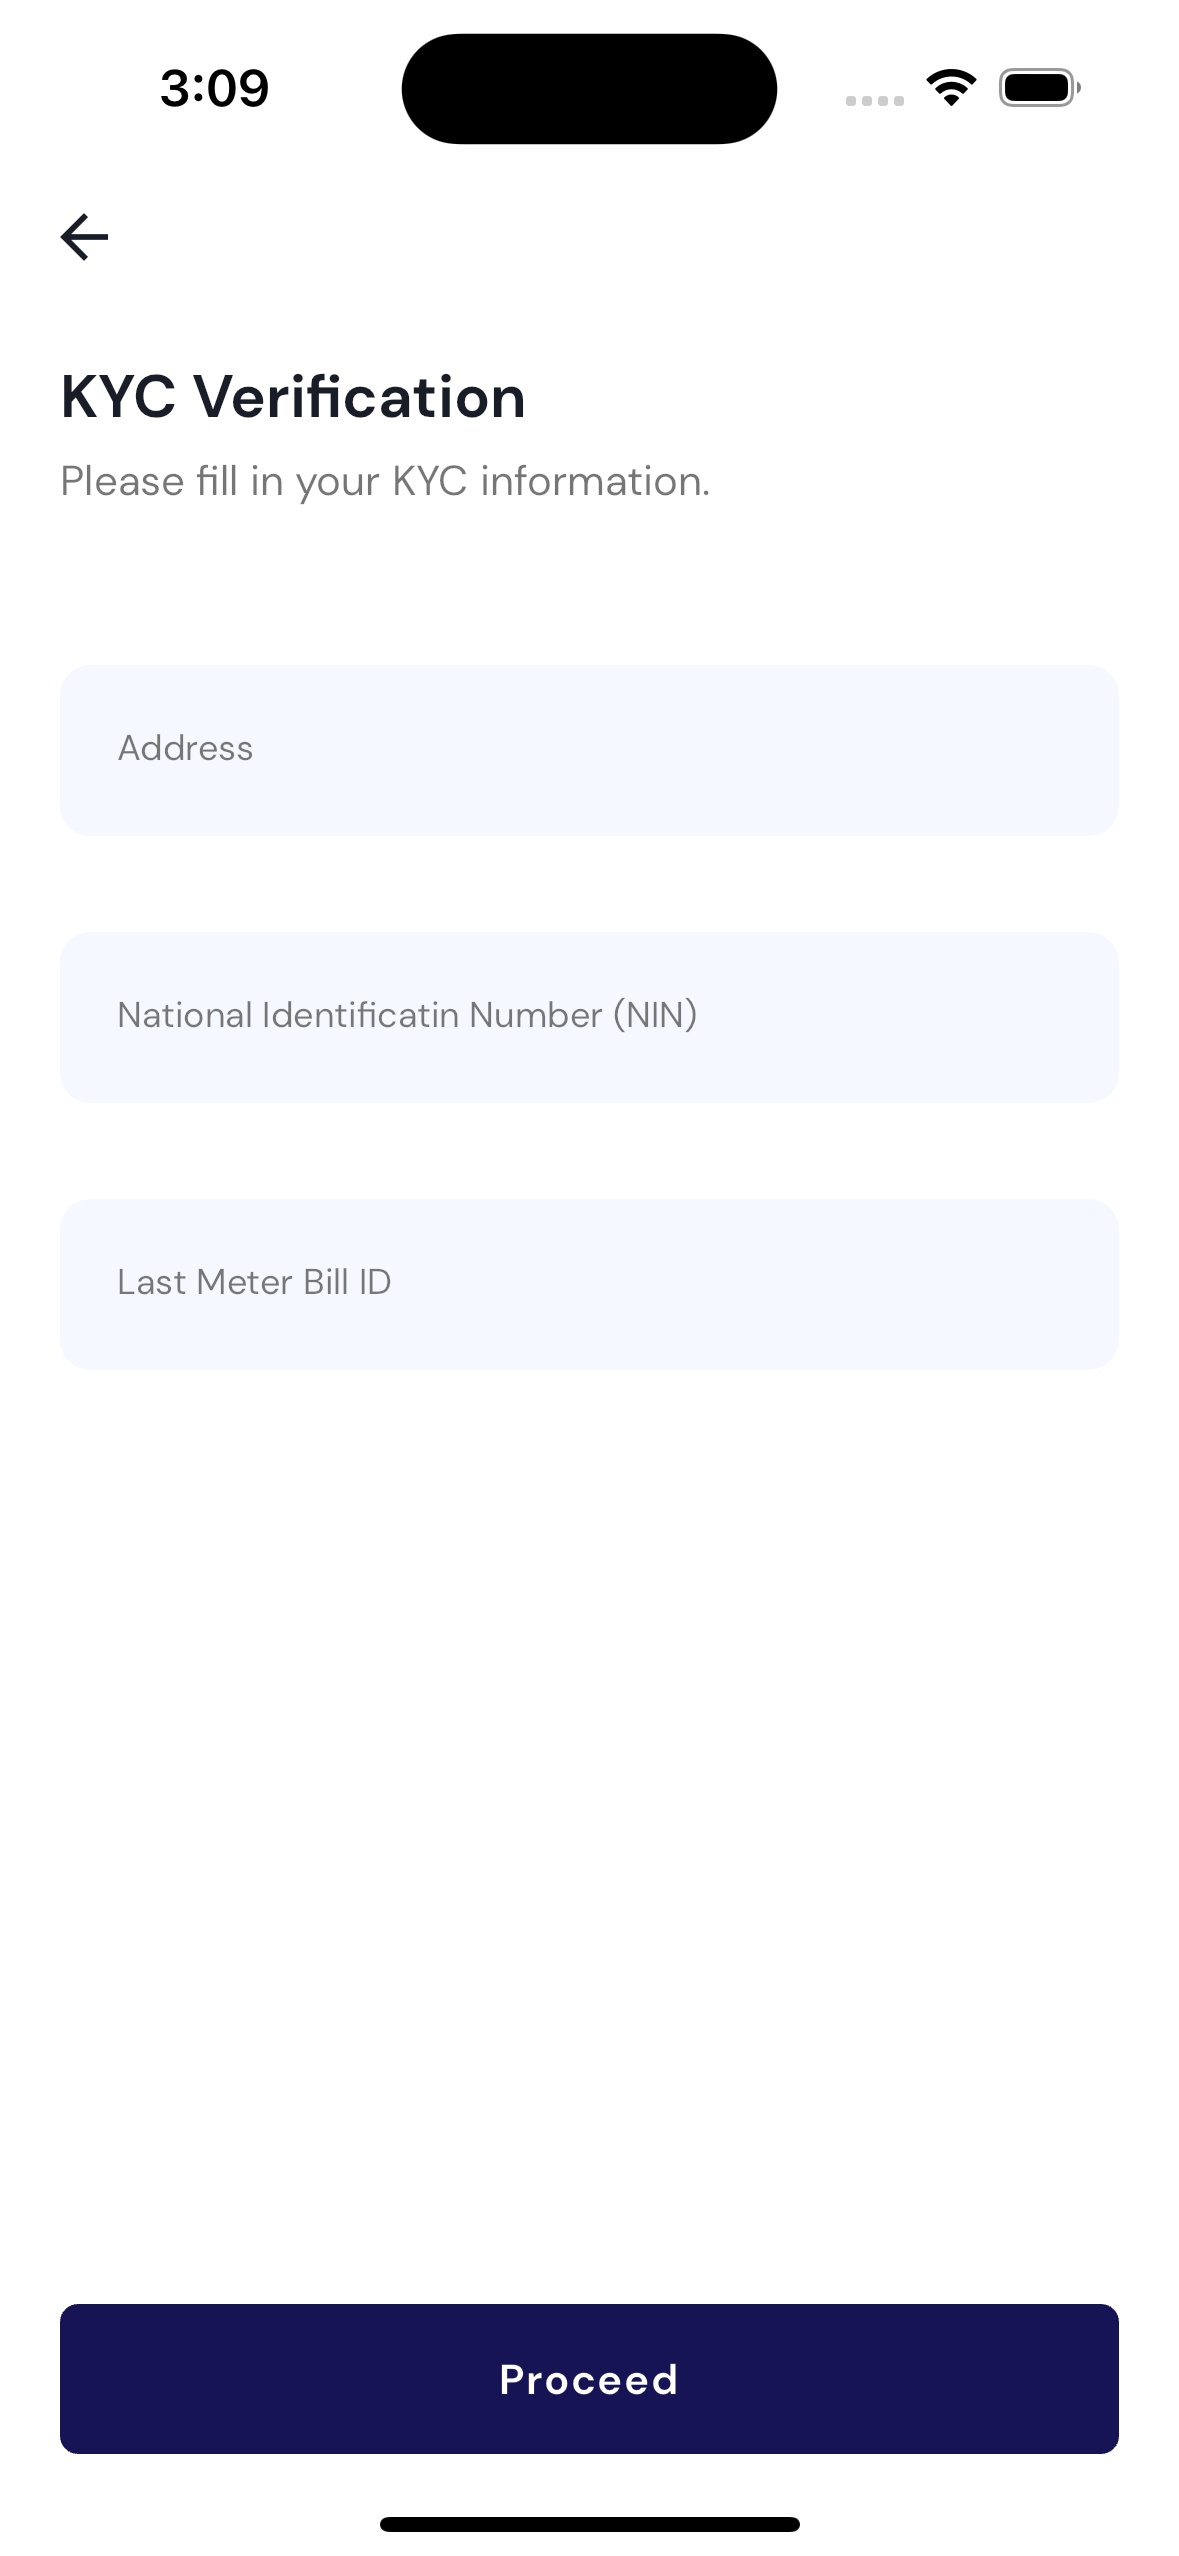 3:09
KYC Verification
Please fill in your KYC information.
Address
National Identificatin Number (NIN)
Last Meter Bill ID
Proceed